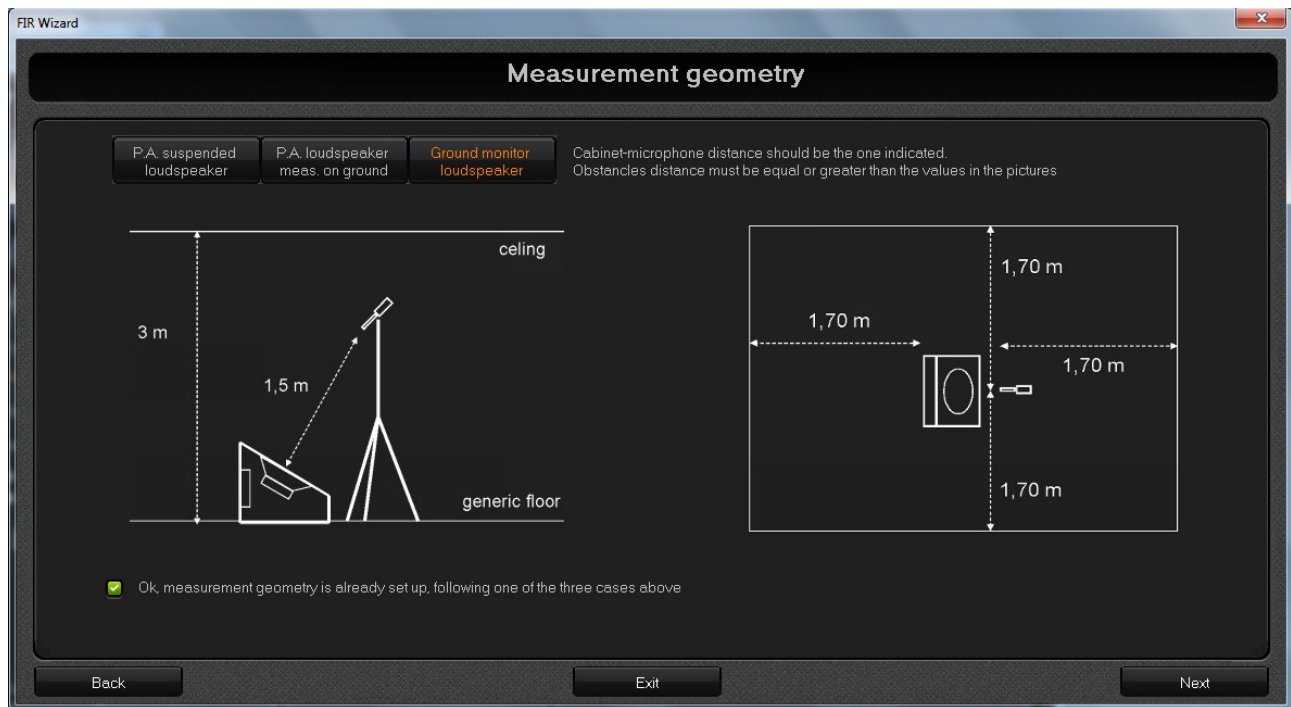 FIR Wizard
Measurement geometry
P.A. suspended
loudspeaker
P.A. loudspeaker
meas. on ground
Ground monitor
loudspeaker
Cabinet-microphone distance should be the one indicated.
Obstacles distance must be equal or greater than the values in the pictures
celing
3 m
1,5 m
generic floor
1,70 m
1,70 m
1,70 m
1,70 m
Ok, measurement geometry is already set up, following one of the three cases above
Back
Exit
Next